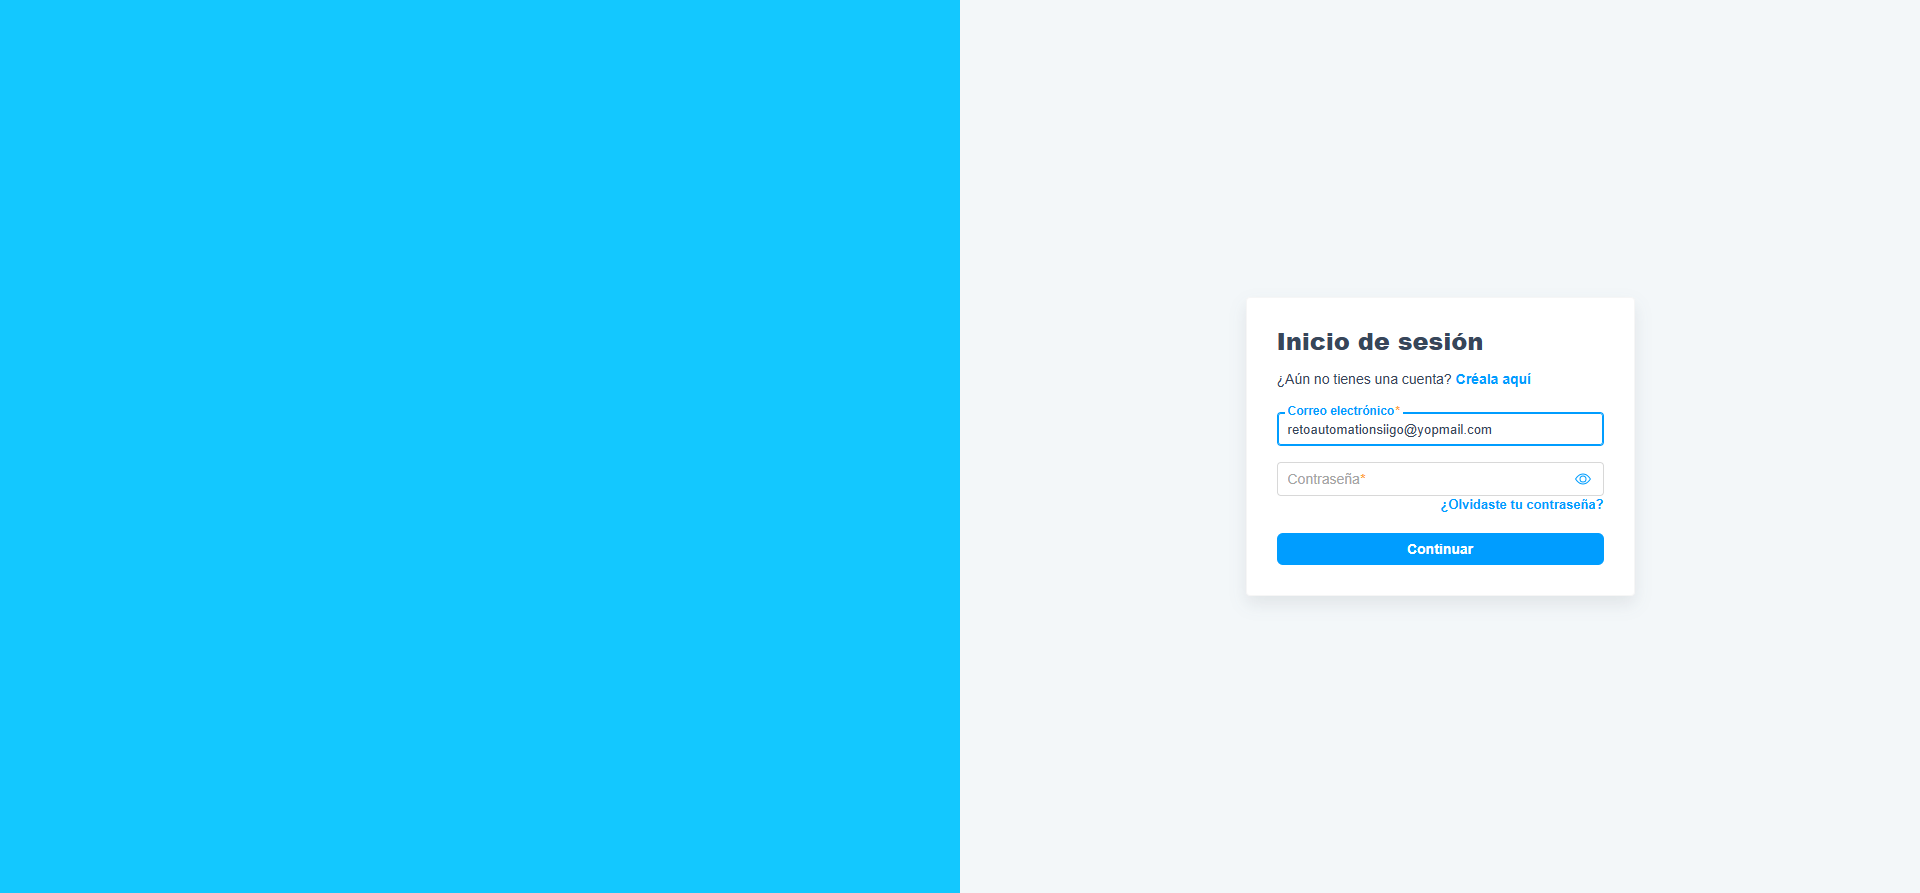 Inicio de sesión
¿Aún no tienes una cuenta? Créala aquí
Correo electrónico*
retoautomationsiigo@yopmail.com
Contraseña*
¿Olvidaste tu contraseña?
Continuar